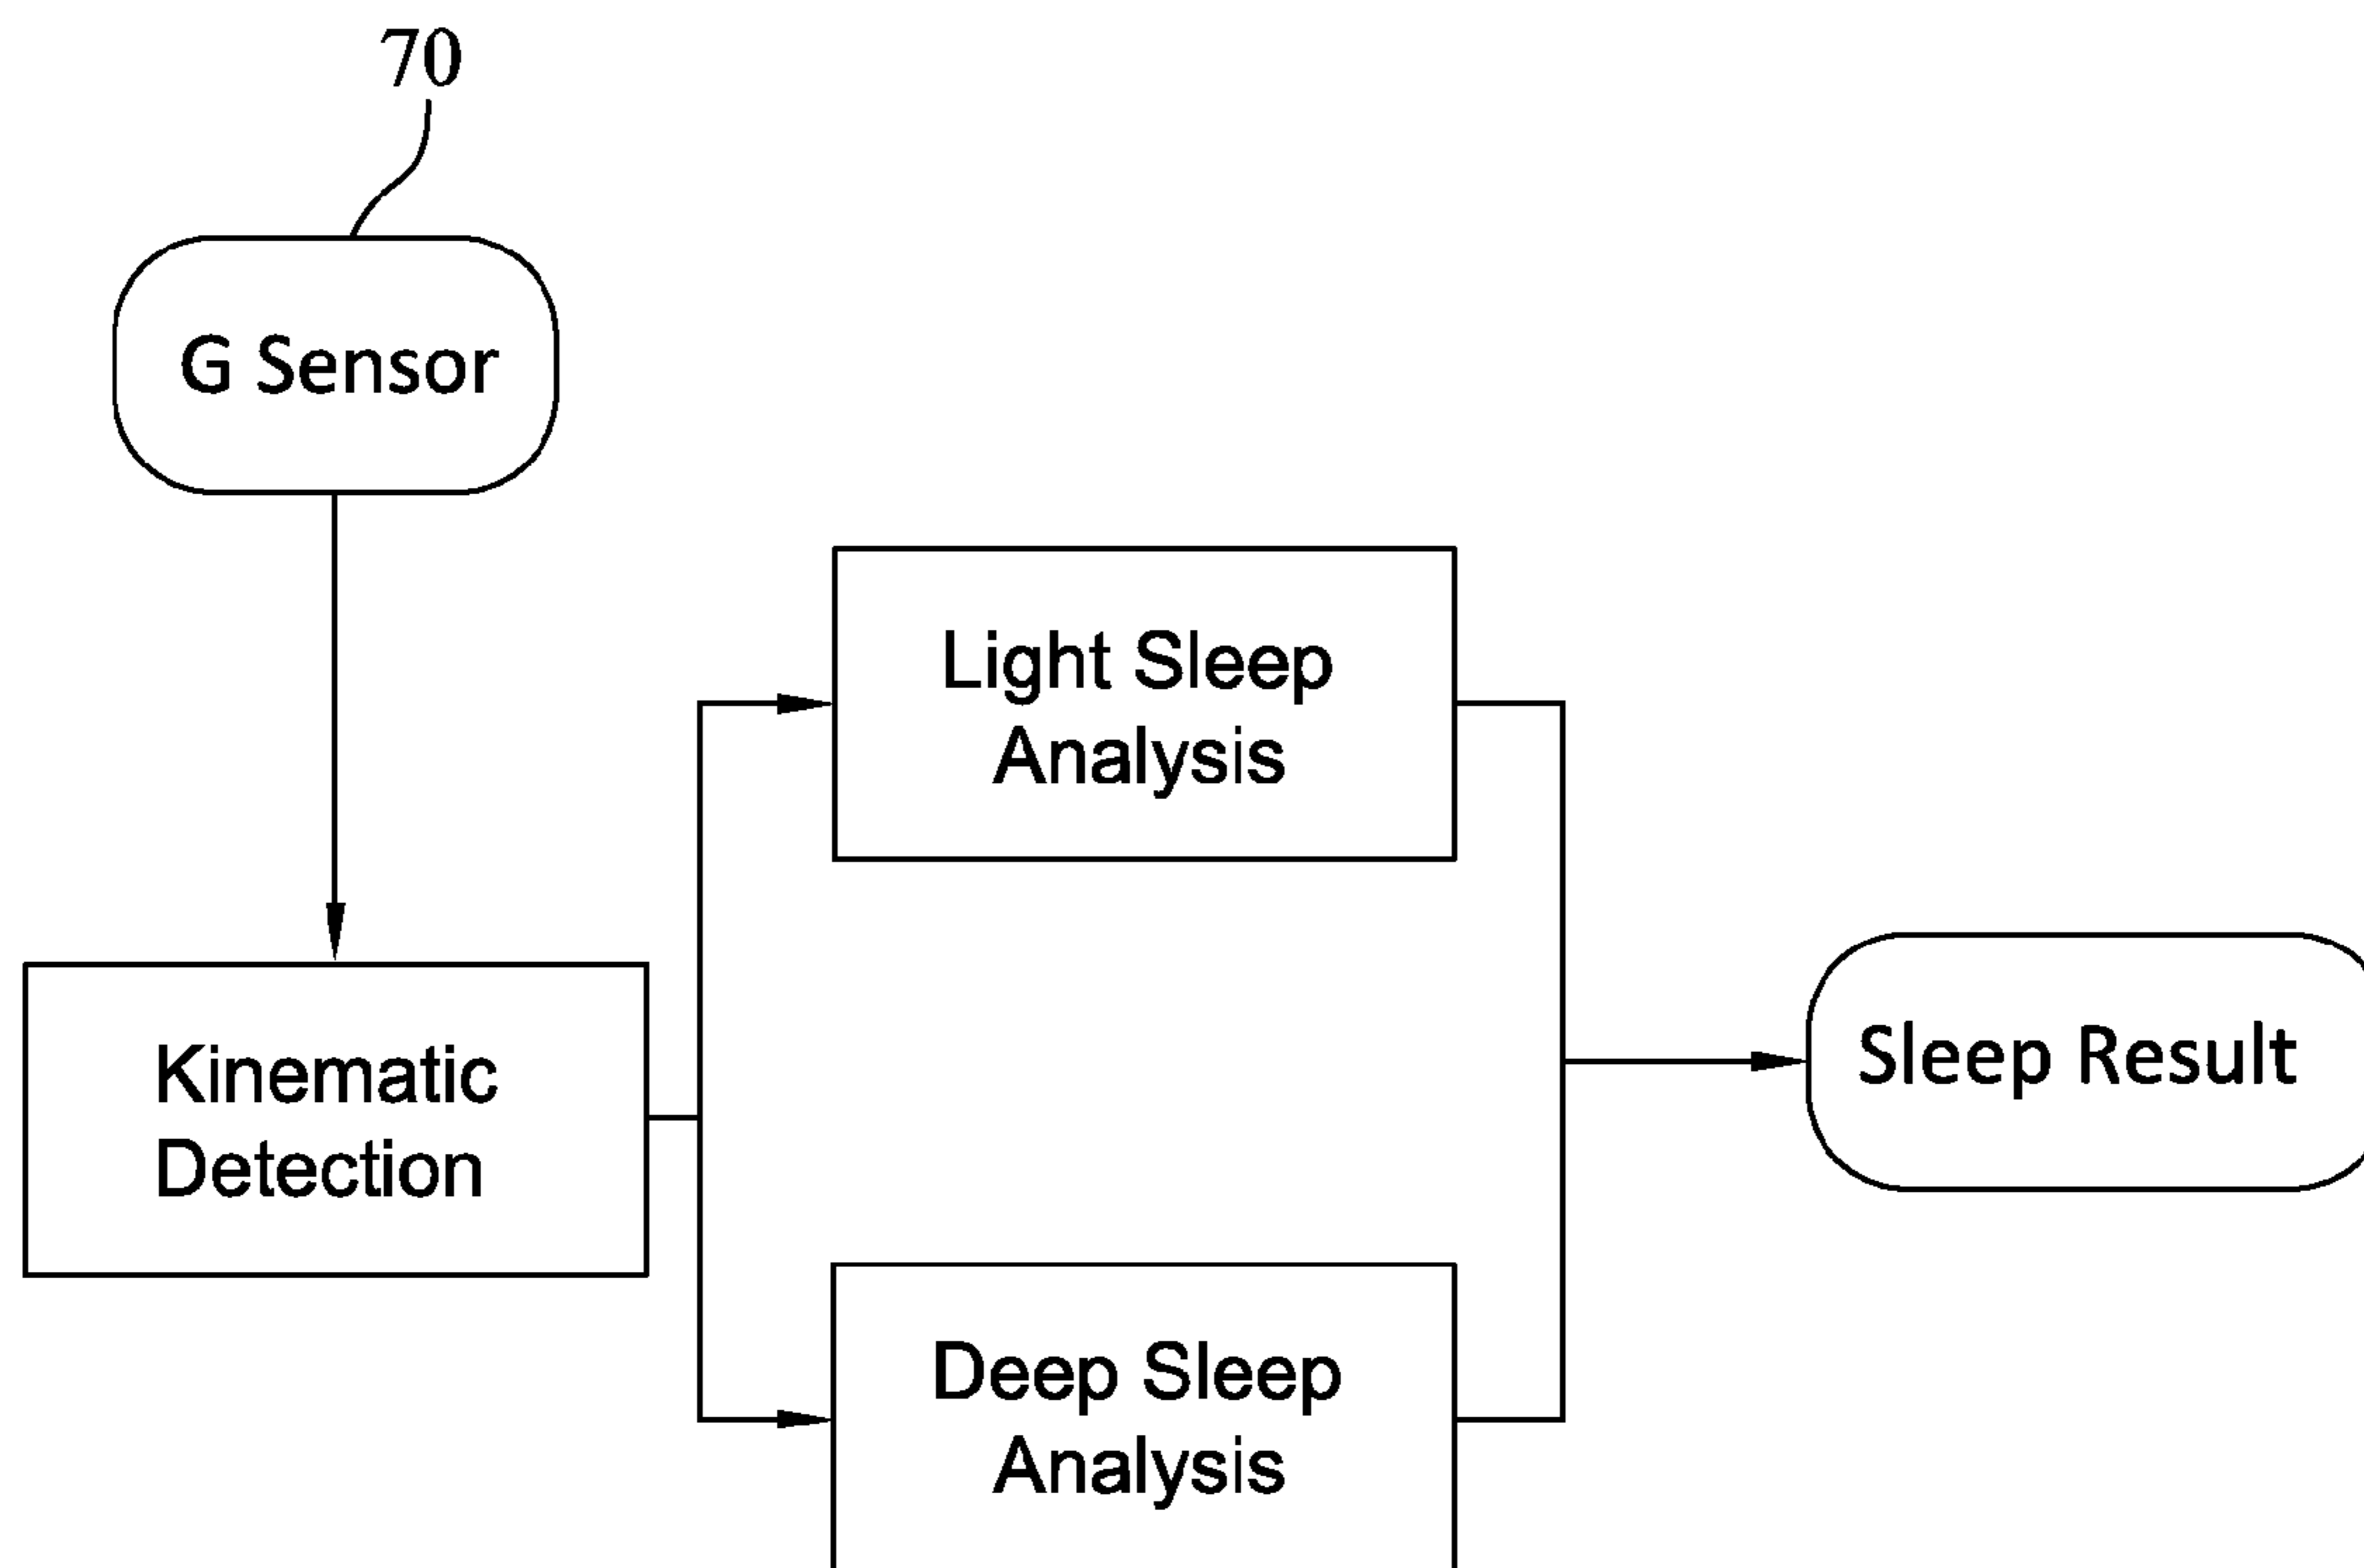 70
G Sensor
Light Sleep
Analysis
Kinematic
Detection
Sleep Result
Deep Sleep
Analysis